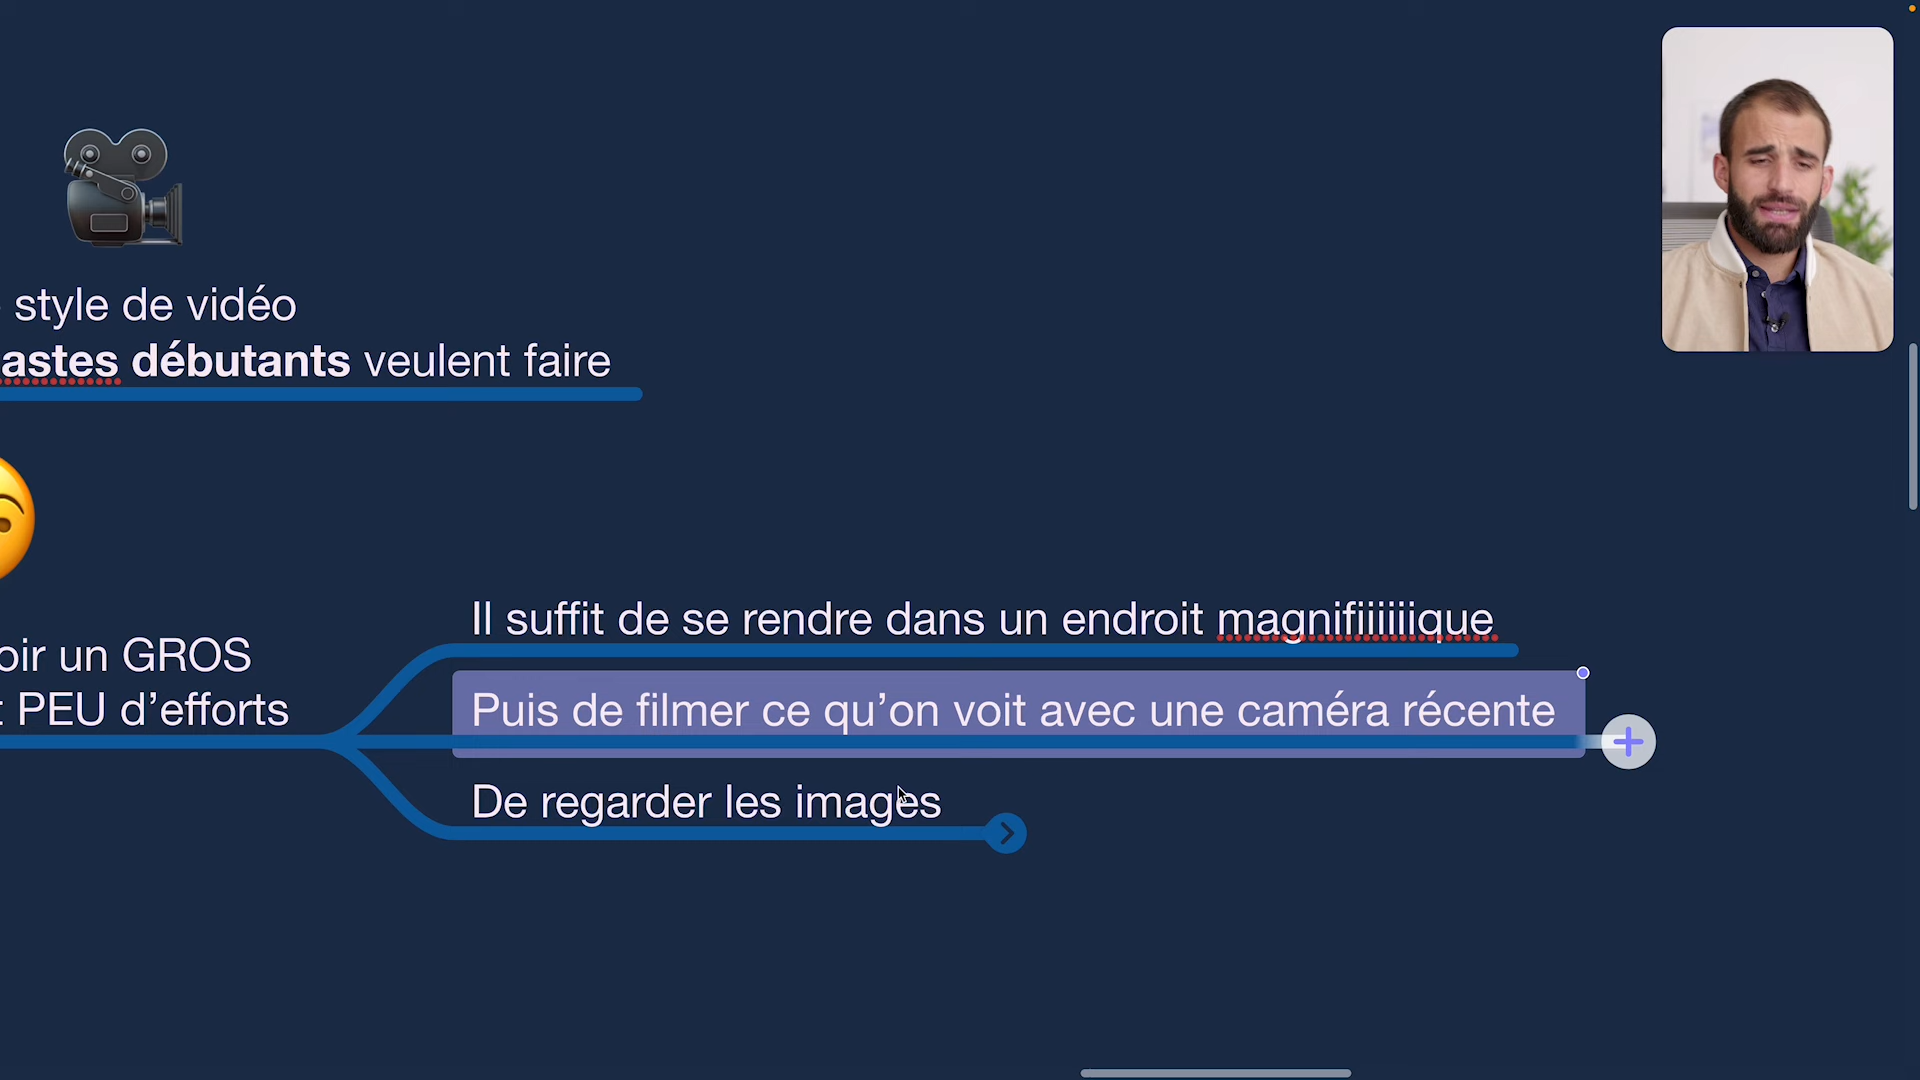 style de vidéo
astes débutants veulent faire
Il suffit de se rendre dans un endroit magnifiiiiiique
oir un GROS
PEU d’efforts
Puis de filmer ce qu’on voit avec une caméra récente
De regarder les images